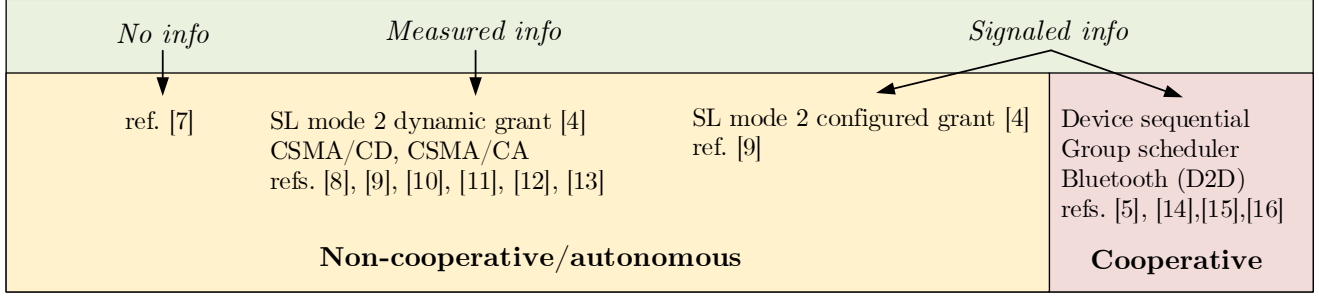 No info
Measured info
Signaled info
ref. [7]
SL mode 2 dynamic grant [4]
CSMA/CD, CSMA/CA
refs. [8], [9], [10], [11], [12], [13]
SL mode 2 configured grant [4]
ref. [9]
Device sequential
Group scheduler
Bluetooth (D2D)
refs. [5], [14],[15],[16]
Non-cooperative/autonomous
Cooperative